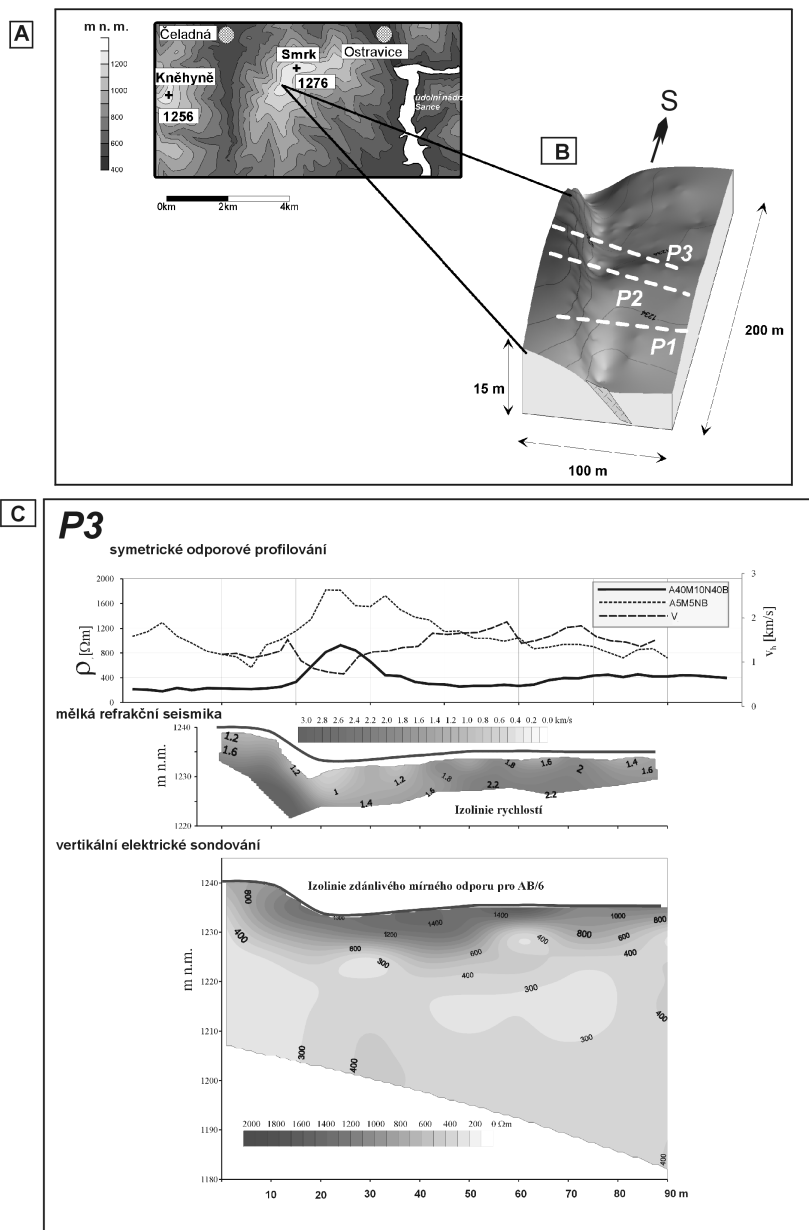 A
m n. m.
1200
1000
800
600
400
Čeladná
Ostravice
Smrk
1276
Kněhyně
1256
údolní nádrž
Šance
0km
2km
4km
B
S
P3
P2
1234
P1
200 m
15 m
100 m
C
P3
symetrické odporové profilování
2000
1600
1200
800
400
0
ρ [Ωm]
A40M10N40B
A5M5NB
V
3
2
1
0
vh [km/s]
mělká refrakční seismika
3.0 2.8 2.6 2.4 2.2 2.0 1.8 1.6 1.4 1.2 1.0 0.8 0.6 0.4 0.2 0.0 km/s
1240
1230
1220
m n.m.
1.2
1.6
1.2
1
1.4
1.2
1.6
1.8
2.2
1.8
1.6
2.2
2
1.4
1.6
Izolinie rychlostí
vertikální elektrické sondování
Izolinie zdánlivého mírného odporu pro AB/6
1240
1230
1220
1210
1200
1190
1180
m n.m.
800
400
1200
1400
1400
1000
800
800
600
400
600
300
600
400
400
300
300
400
300
400
400
2000 1800 1600 1400 1200 1000 800 600 400 200 0 Ωm
10 20 30 40 50 60 70 80 90 m